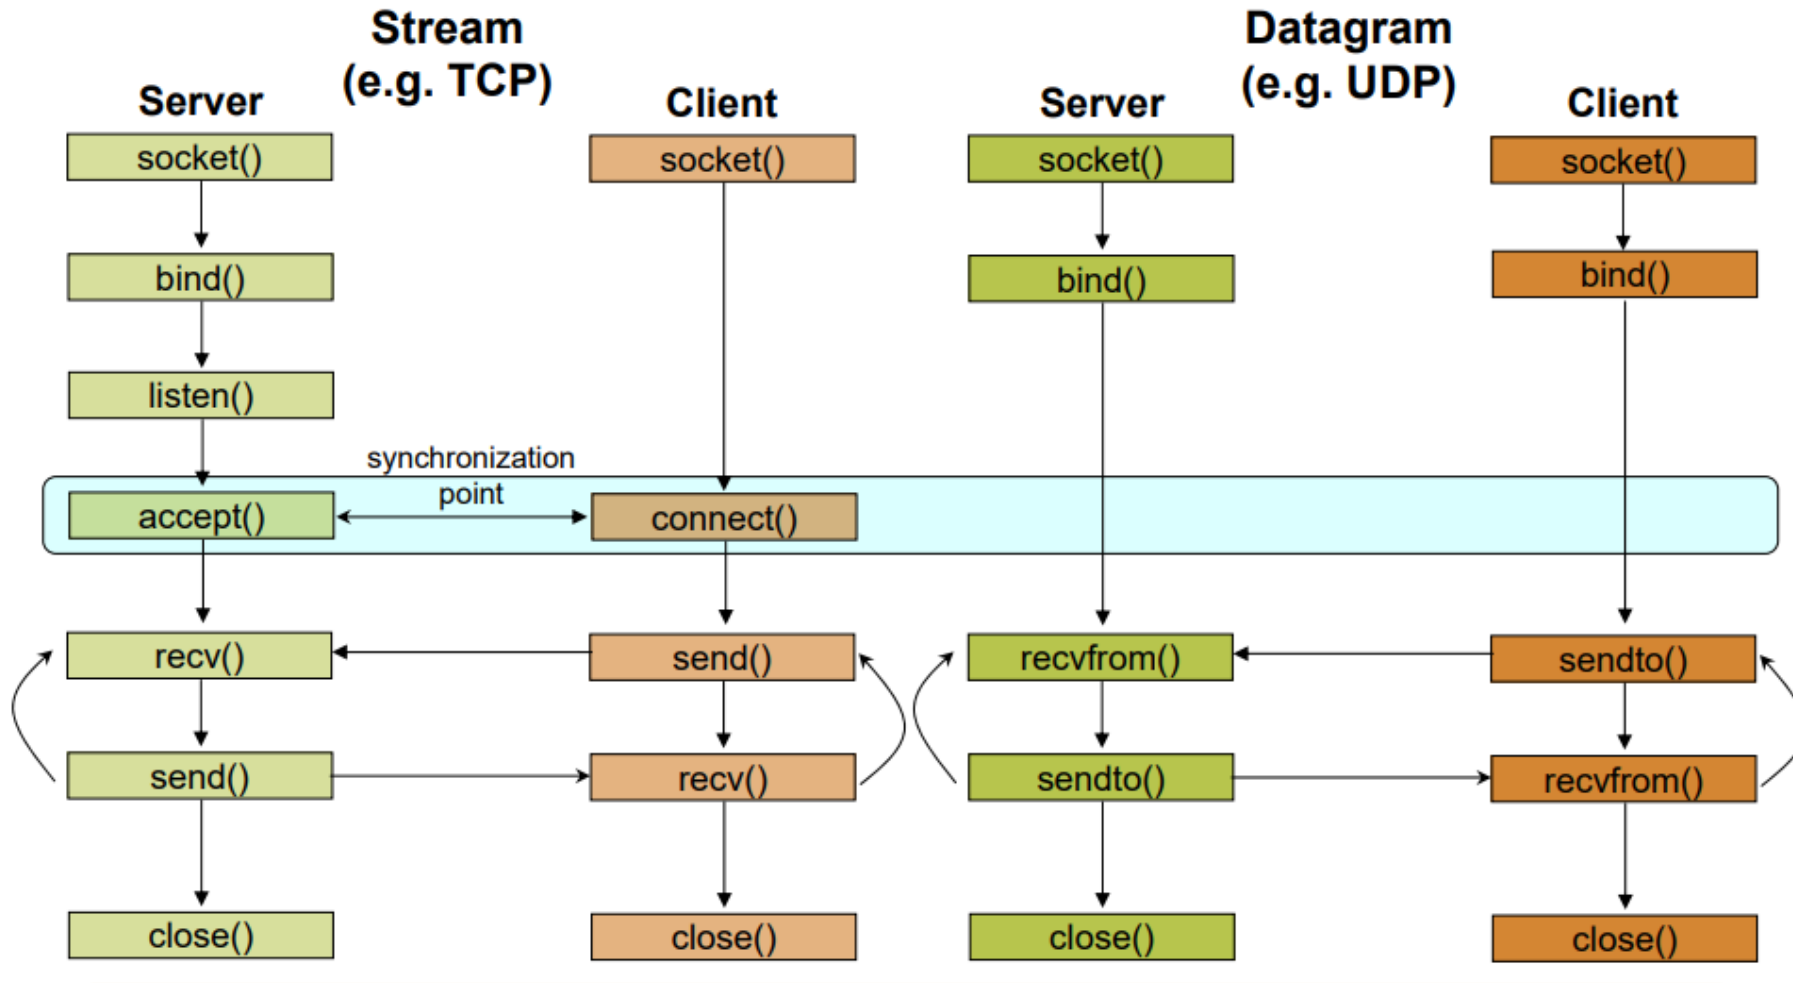 Stream
(e.g. TCP)
Datagram
(e.g. UDP)
Server
Client
Server
Client
socket()
socket()
socket()
socket()
bind()
bind()
bind()
listen()
synchronization
point
accept()
connect()
recv()
send()
recvfrom()
sendto()
send()
recv()
sendto()
recvfrom()
close()
close()
close()
close()